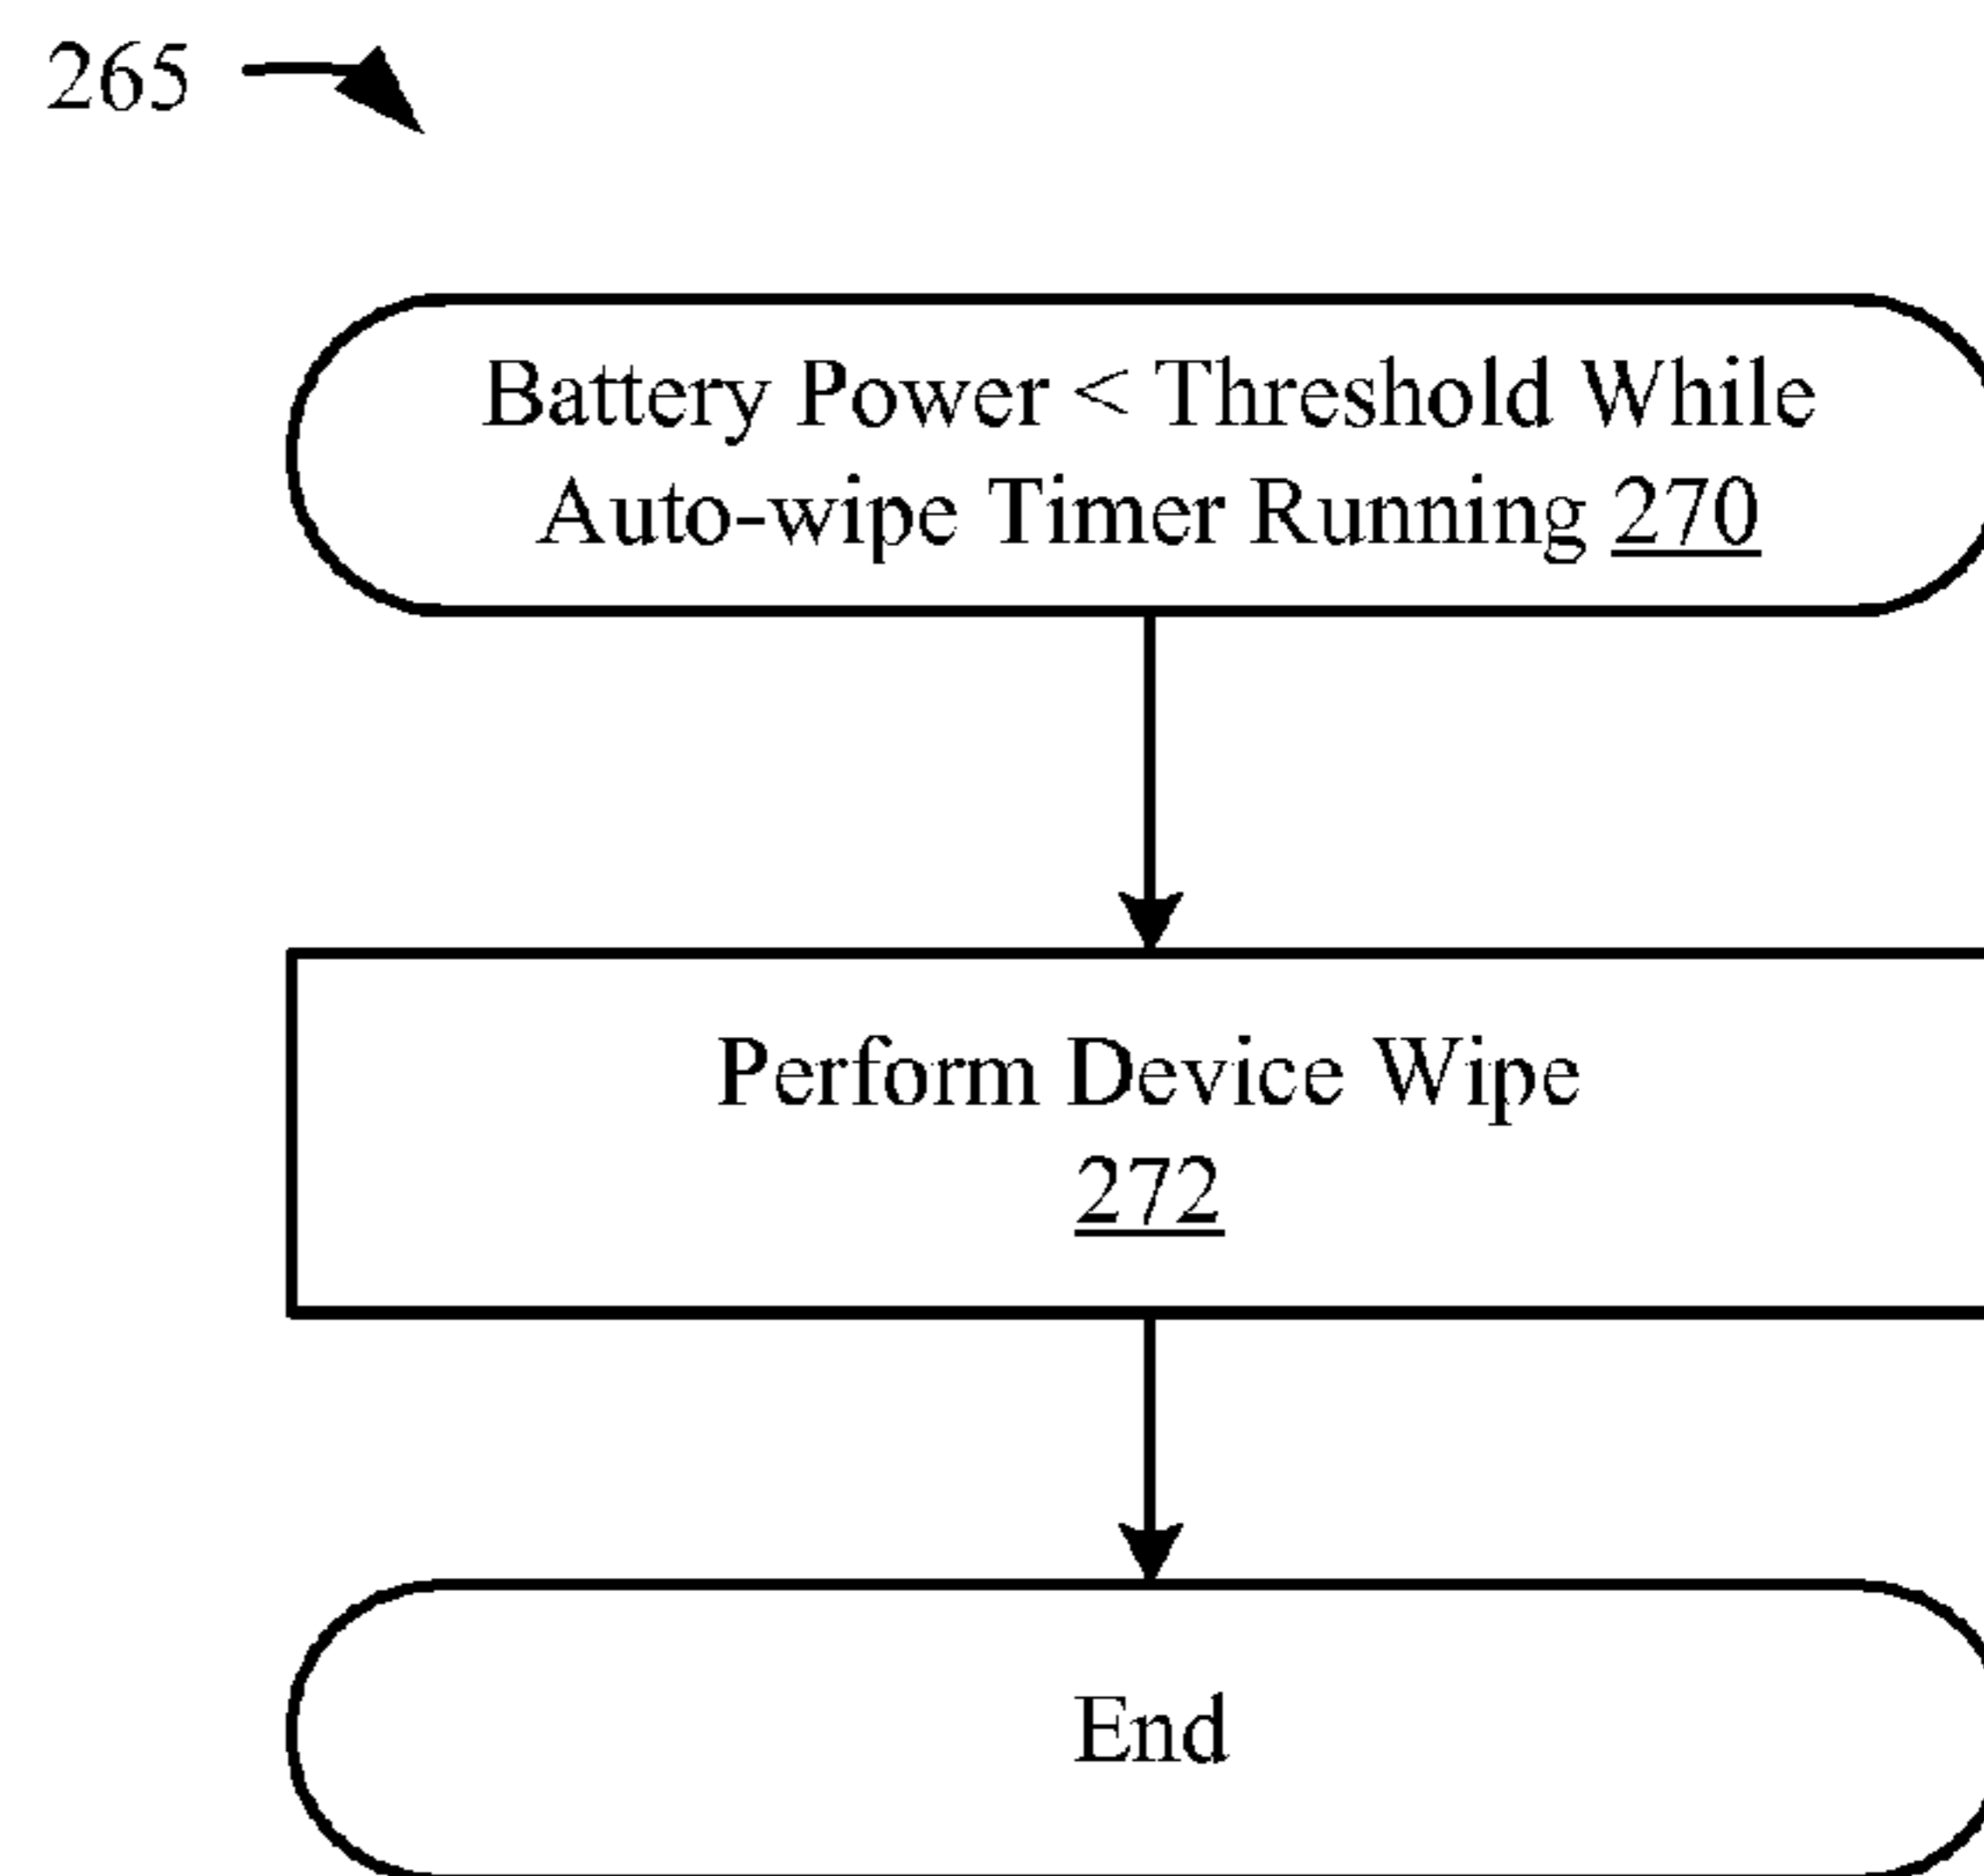 265
Battery Power < Threshold While
Auto-wipe Timer Running 270
Perform Device Wipe
272
End